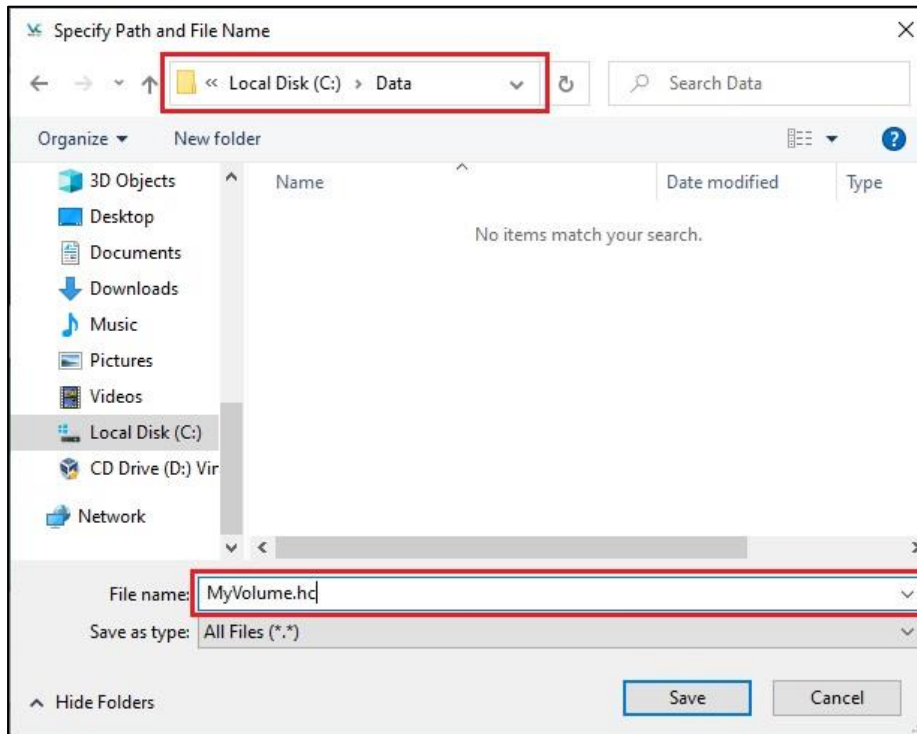 Specify Path and File Name
« Local Disk (C:) › Data
Search Data
Organize
New folder
Name
Date modified
Type
3D Objects
Desktop
Documents
Downloads
Music
Pictures
Videos
Local Disk (C:)
CD Drive (D:) Vir
Network
No items match your search.
File name: MyVolume.hc
Save as type: All Files (*.*)
Hide Folders
Save
Cancel